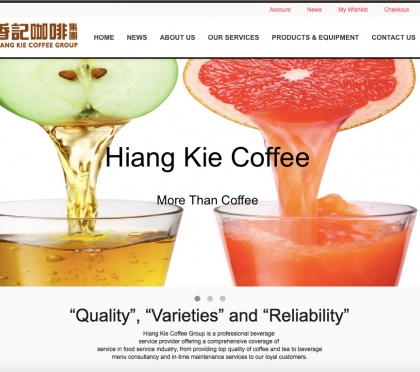 Account News My Wishlist Checkout
香記咖啡集團
HIANG KIE COFFEE GROUP
HOME NEWS ABOUT US OUR SERVICES PRODUCTS & EQUIPMENT CONTACT US
Hiang Kie Coffee
More Than Coffee
“Quality”, “Varieties” and “Reliability”
Hiang Kie Coffee Group is a professional beverage
service provider offering a comprehensive coverage of
service in food service industry, from providing top quality of coffee and tea to beverage
menu consultancy and in-time maintenance services to our loyal customers.